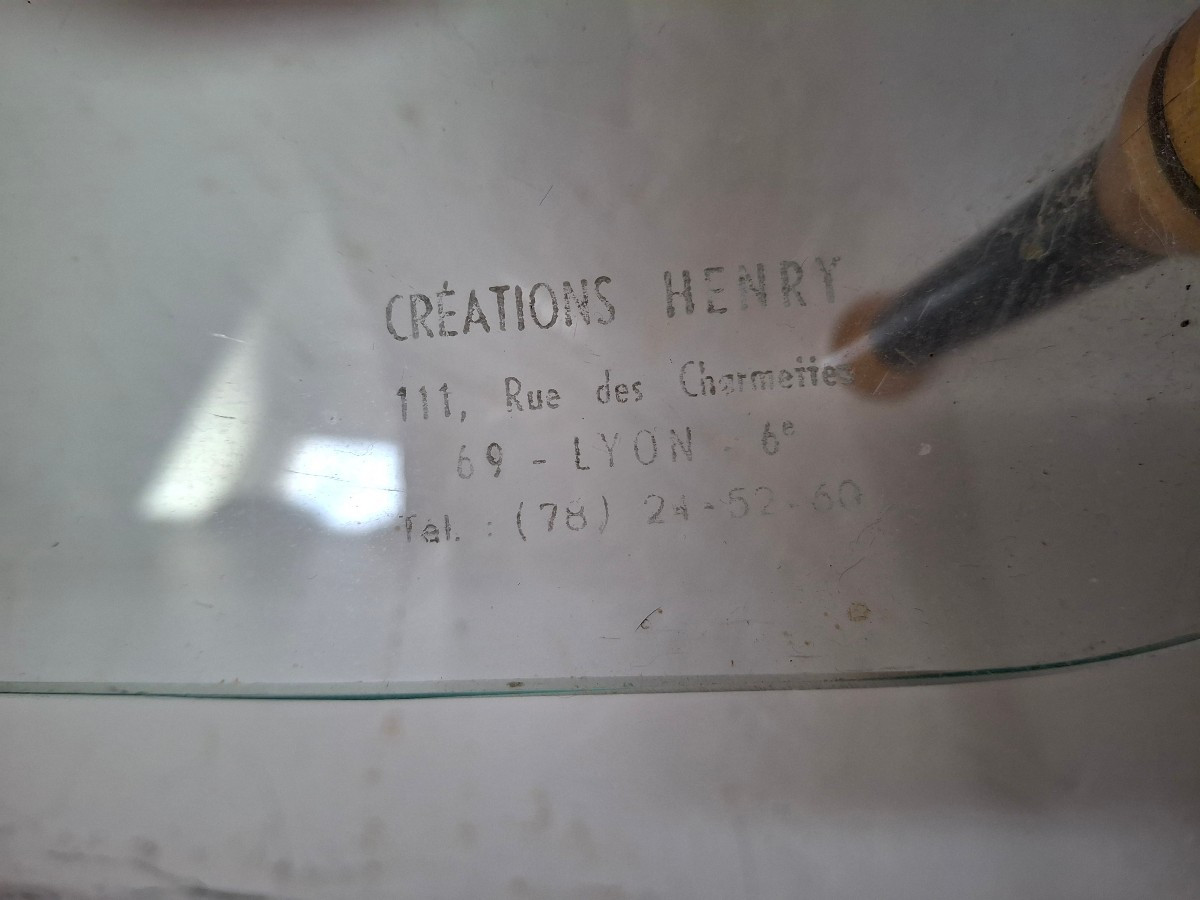 CRÉATIONS HENRY
111, Rue des Charmettes
69 - LYON - 6e
Tél. : (78) 24-52-60